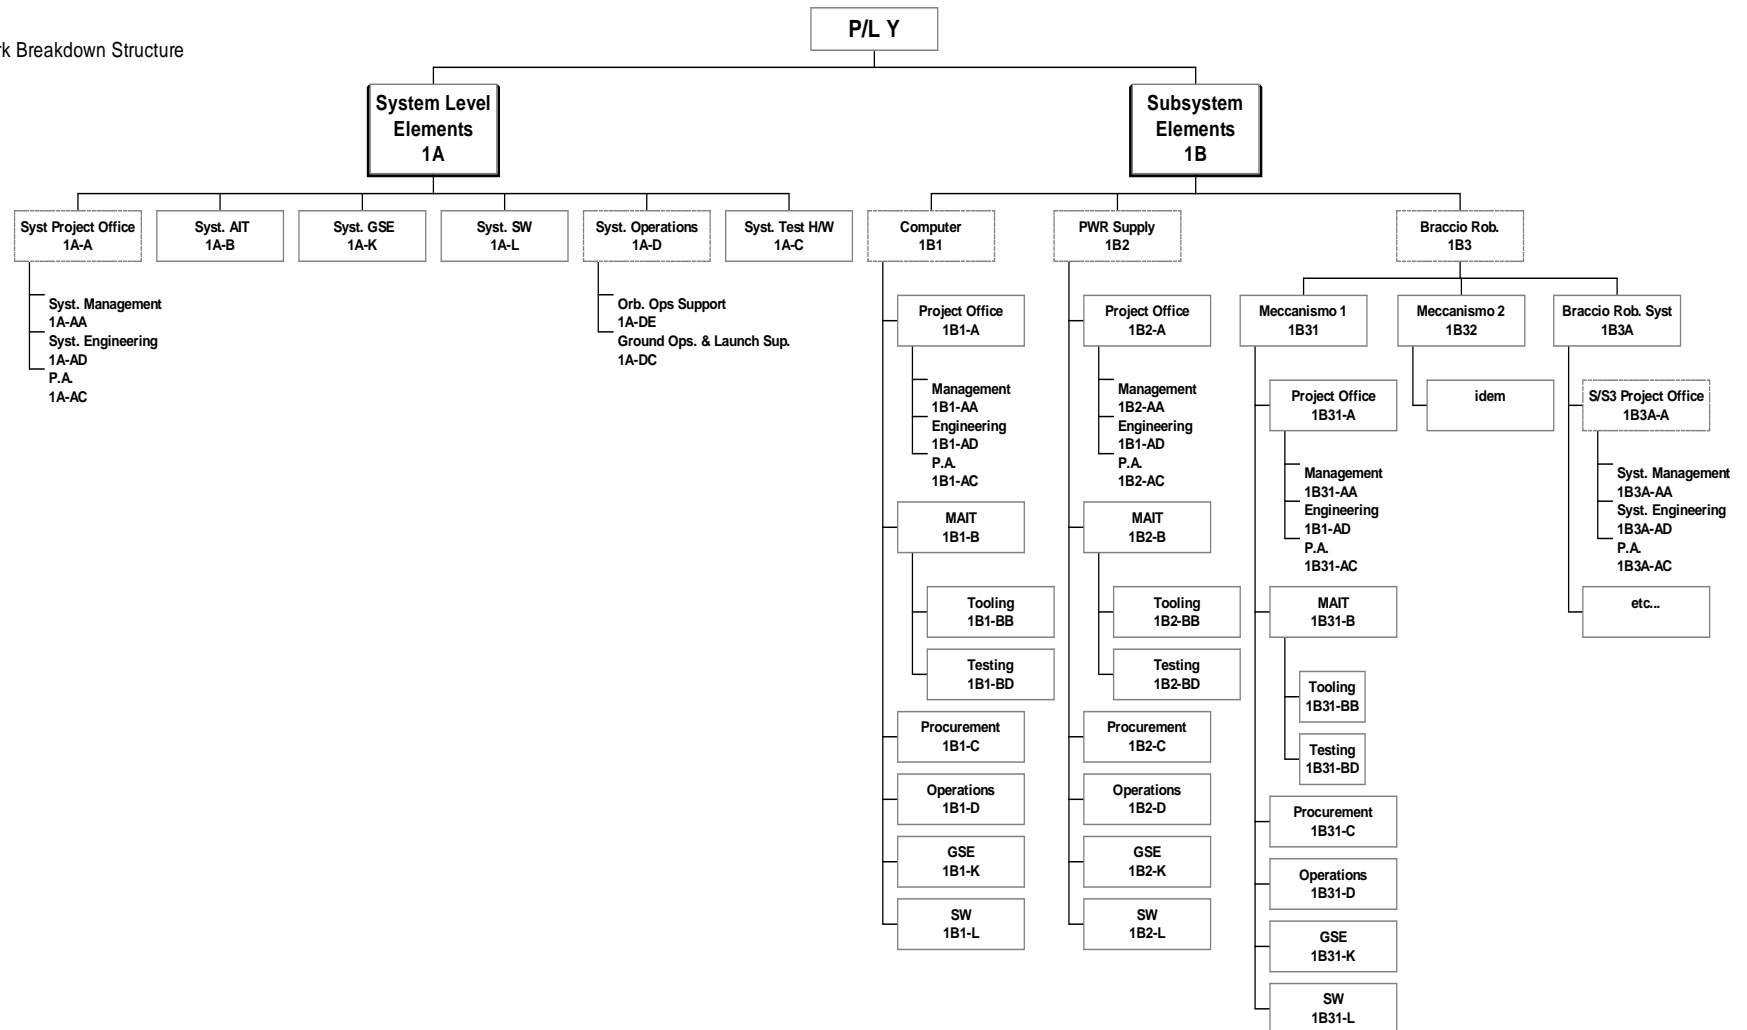 P/L Y
rk Breakdown Structure
System Level
Elements
1A
Subsystem
Elements
1B
Syst Project Office
1A-A
Syst. AIT
1A-B
Syst. GSE
1A-K
Syst. SW
1A-L
Syst. Operations
1A-D
Syst. Test H/W
1A-C
Computer
1B1
PWR Supply
1B2
Braccio Rob.
1B3
Syst. Management
1A-AA
Syst. Engineering
1A-AD
P.A.
1A-AC
Orb. Ops Support
1A-DE
Ground Ops. & Launch Sup.
1A-DC
Project Office
1B1-A
Management
1B1-AA
Engineering
1B1-AD
P.A.
1B1-AC
MAIT
1B1-B
Tooling
1B1-BB
Testing
1B1-BD
Procurement
1B1-C
Operations
1B1-D
GSE
1B1-K
SW
1B1-L
Project Office
1B2-A
Management
1B2-AA
Engineering
1B1-AD
P.A.
1B2-AC
MAIT
1B2-B
Tooling
1B2-BB
Testing
1B2-BD
Procurement
1B2-C
Operations
1B2-D
GSE
1B2-K
SW
1B2-L
Meccanismo 1
1B31
Project Office
1B31-A
Management
1B31-AA
Engineering
1B1-AD
P.A.
1B31-AC
MAIT
1B31-B
Tooling
1B31-BB
Testing
1B31-BD
Procurement
1B31-C
Operations
1B31-D
GSE
1B31-K
SW
1B31-L
Meccanismo 2
1B32
idem
Braccio Rob. Syst
1B3A
S/S3 Project Office
1B3A-A
Syst. Management
1B3A-AA
Syst. Engineering
1B3A-AD
P.A.
1B3A-AC
etc...